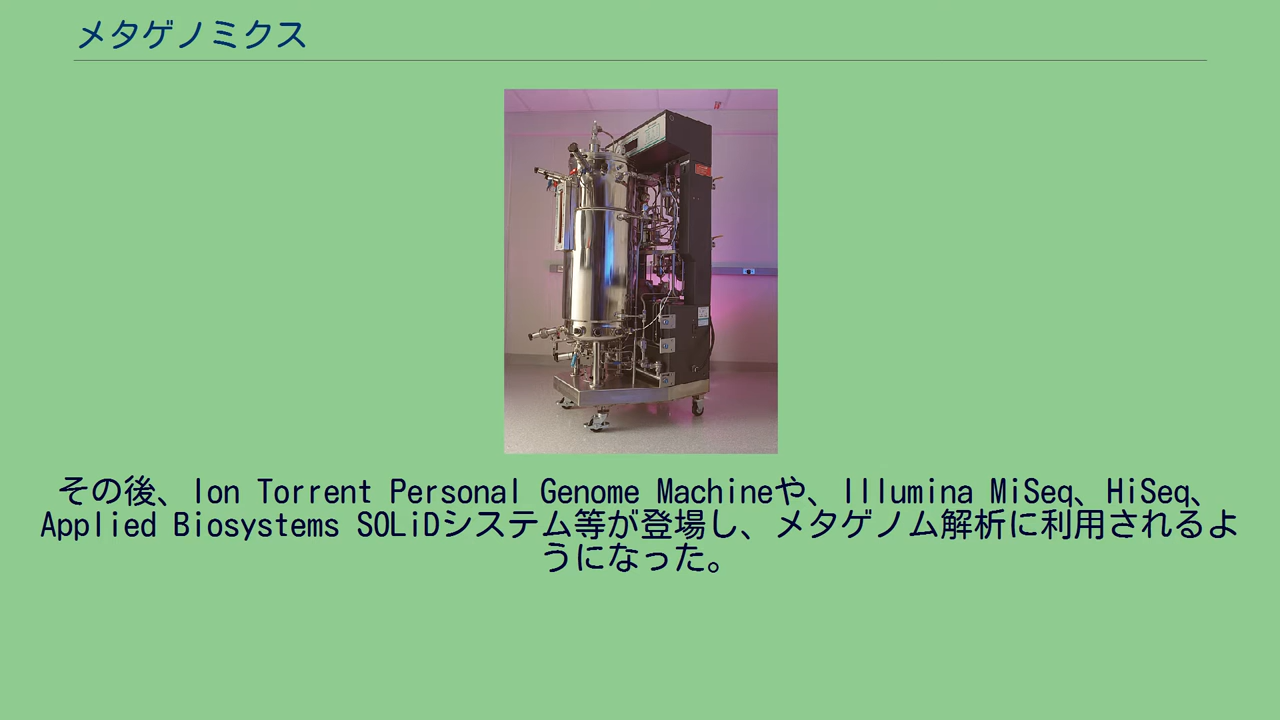 メタゲノミクス
その後、Ion Torrent Personal Genome Machineや、Illumina MiSeq、HiSeq、
Applied Biosystems SOLiDシステム等が登場し、メタゲノム解析に利用されるよ
うになった。